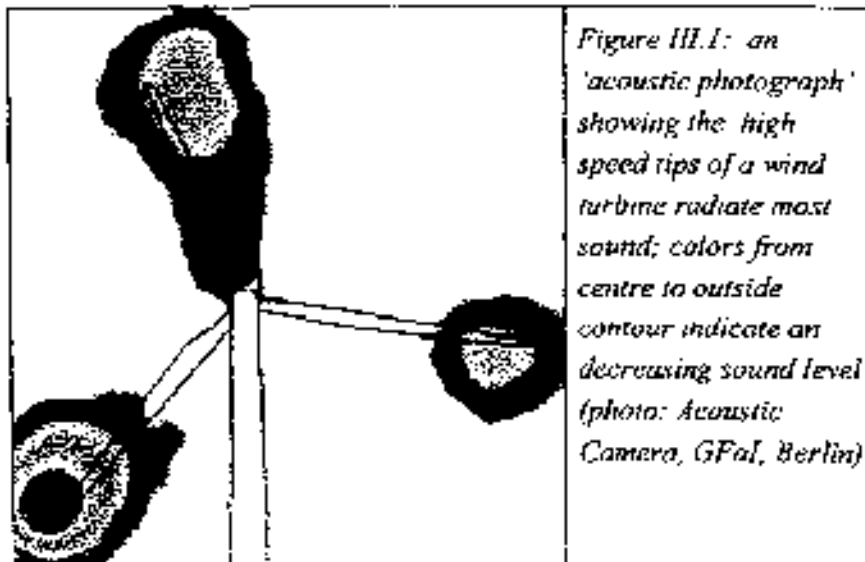 Figure III.1: an
'acoustic photograph'
showing the high
speed tips of a wind
turbine radiate most
sound; colors from
centre to outside
contour indicate an
decreasing sound level
(photo: Acoustic
Camera, GFaI, Berlin)